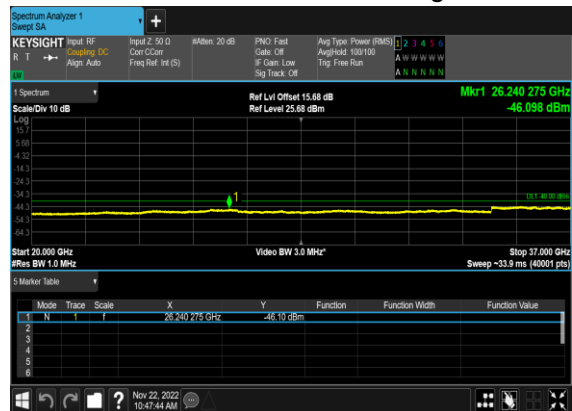 Spectrum Analyzer 1
Swept SA
+
KEYSIGHT Input: RF Input Z: 50 Ω #Atten: 20 dB PNO: Fast Avg Type: Power (RMS) 1 2 3 4 5 6
R T Coupling: DC Corr CCorr Gate: Off Avg|Hold: 100/100 A W W W W W
Align: Auto Freq Ref: Int (S) IF Gain: Low Trig: Free Run
Sig Track: Off A N N N N N
LXI
1 Spectrum Ref Lvl Offset 15.68 dB Mkr1 26.240 275 GHz
Scale/Div 10 dB Ref Level 25.68 dBm -46.098 dBm
Log
15.7
5.68
-4.32
-14.3
-24.3
-34.3 1
-44.3
-54.3
-64.3
Start 20.000 GHz Video BW 3.0 MHz* Stop 37.000 GHz
#Res BW 1.0 MHz Sweep ~33.9 ms (40001 pts)
5 Marker Table
Mode Trace Scale X Y Function Function Width Function Value
1 N 1 f 26.240 275 GHz -46.10 dBm
2
3
4
5
6
? Nov 22, 2022
10:47:44 AM